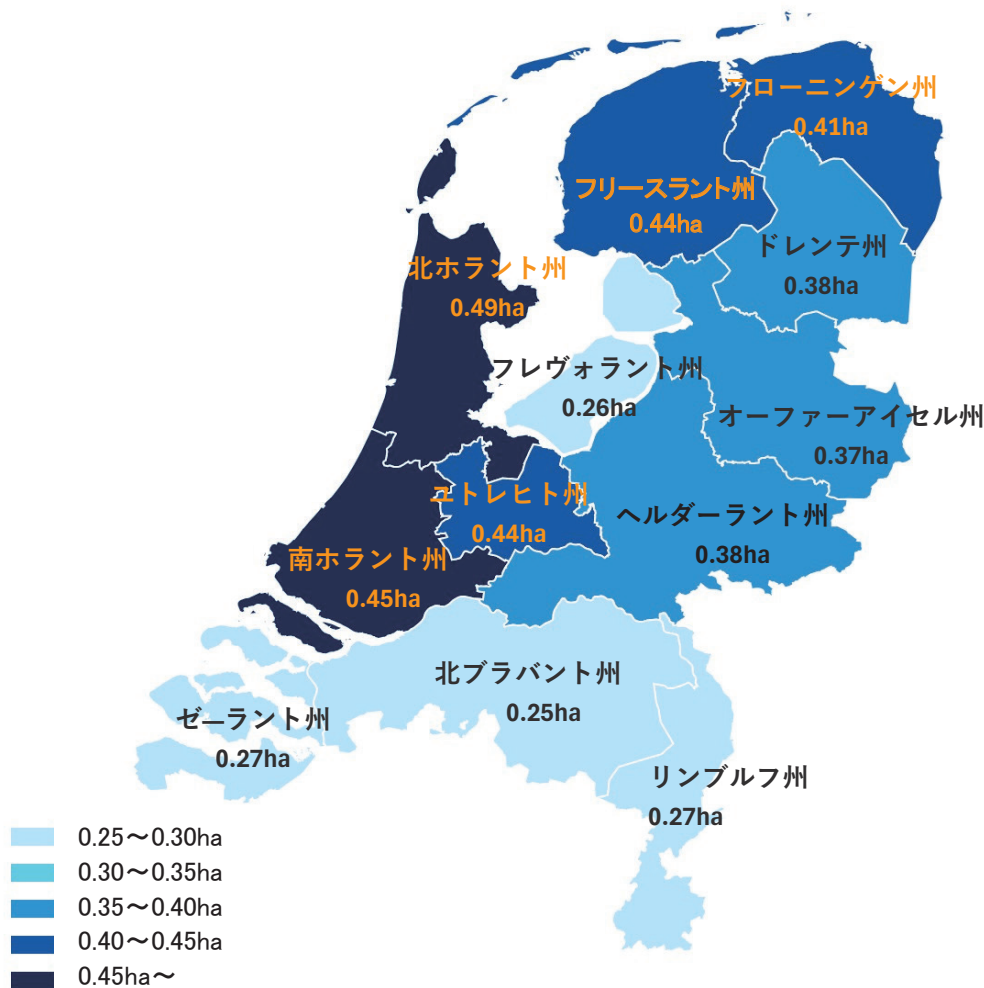 フローニンゲン州
0.41ha
フリースラント州
0.44ha
ドレンテ州
0.38ha
北ホラント州
0.49ha
フレヴォラント州
0.26ha
オーファーアイセル州
0.37ha
ユトレヒト州
0.44ha
ヘルダーラント州
0.38ha
南ホラント州
0.45ha
北ブラバント州
0.25ha
ゼ―ラント州
0.27ha
リンブルフ州
0.27ha
0.25～0.30ha
0.30～0.35ha
0.35～0.40ha
0.40～0.45ha
0.45ha～